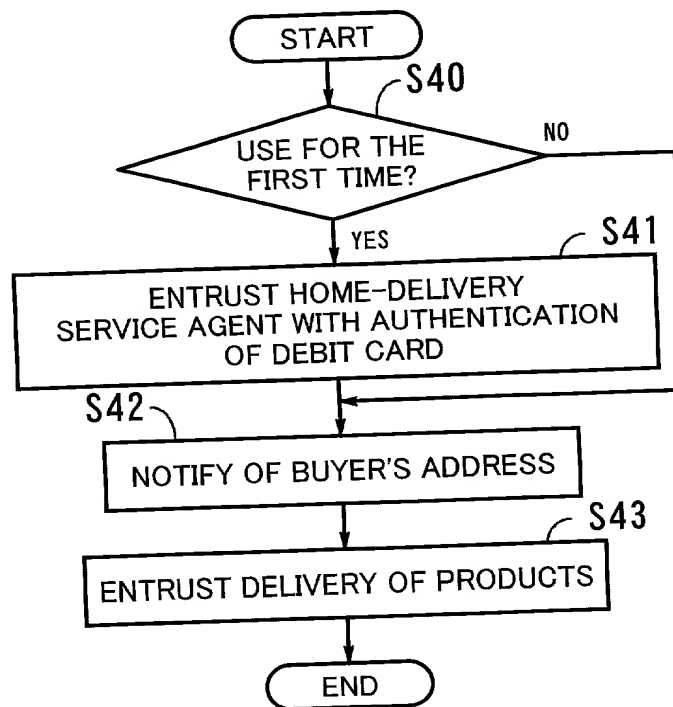 START
S40
USE FOR THE
FIRST TIME?
NO
YES
S41
ENTRUST HOME-DELIVERY
SERVICE AGENT WITH AUTHENTICATION
OF DEBIT CARD
S42
NOTIFY OF BUYER'S ADDRESS
S43
ENTRUST DELIVERY OF PRODUCTS
END